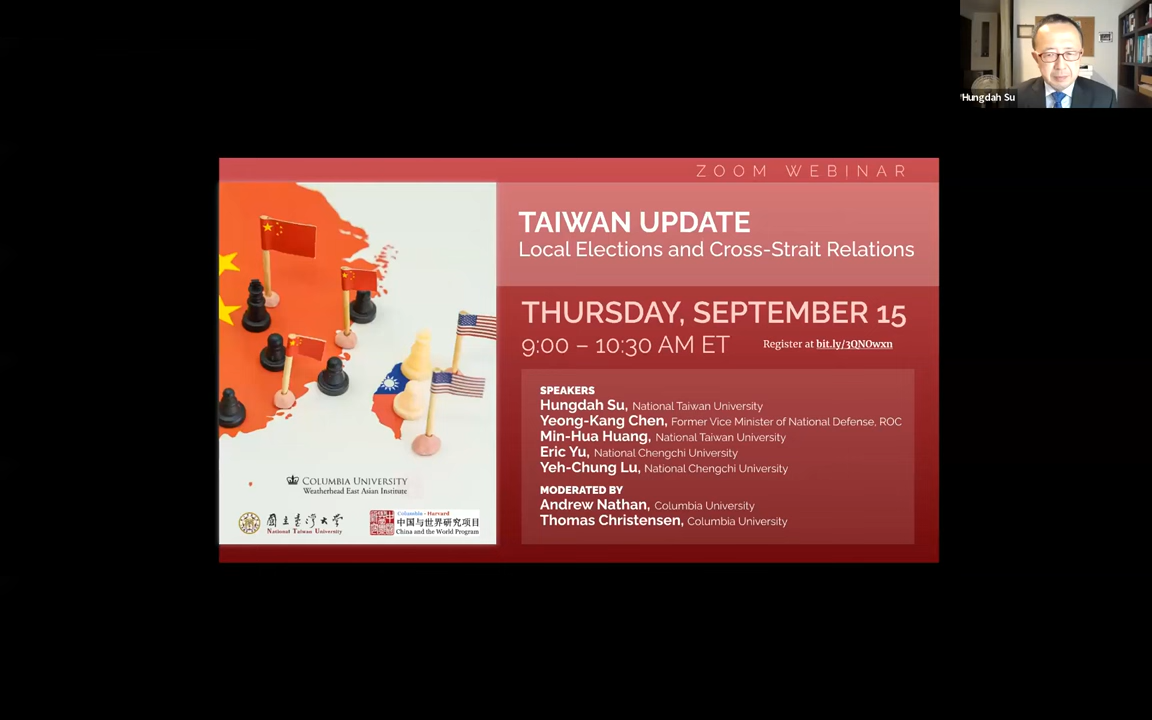 Hungdah Su
ZOOM WEBINAR
TAIWAN UPDATE
Local Elections and Cross-Strait Relations
THURSDAY, SEPTEMBER 15
9:00 – 10:30 AM ET
Register at bit.ly/3QNOwxn
SPEAKERS
Hungdah Su, National Taiwan University
Yeong-Kang Chen, Former Vice Minister of National Defense, ROC
Min-Hua Huang, National Taiwan University
Eric Yu, National Chengchi University
Yeh-Chung Lu, National Chengchi University
MODERATED BY
Andrew Nathan, Columbia University
Thomas Christensen, Columbia University
COLUMBIA UNIVERSITY
Weatherhead East Asian Institute
國立臺灣大學
National Taiwan University
Columbia - Harvard
中国与世界研究项目
China and the World Program